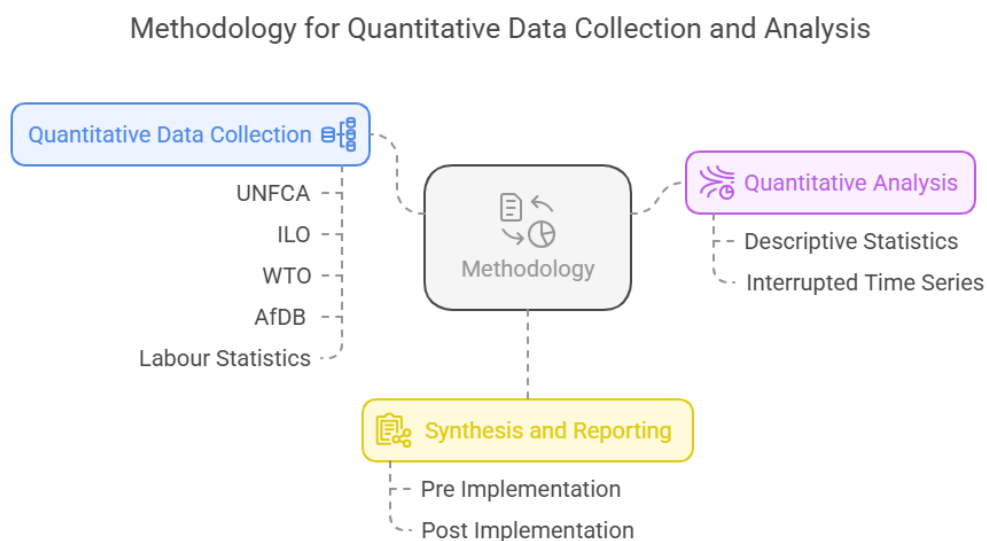 Methodology for Quantitative Data Collection and Analysis
Quantitative Data Collection
UNFCA
ILO
WTO
AfDB
Labour Statistics
Methodology
Quantitative Analysis
Descriptive Statistics
Interrupted Time Series
Synthesis and Reporting
Pre Implementation
Post Implementation